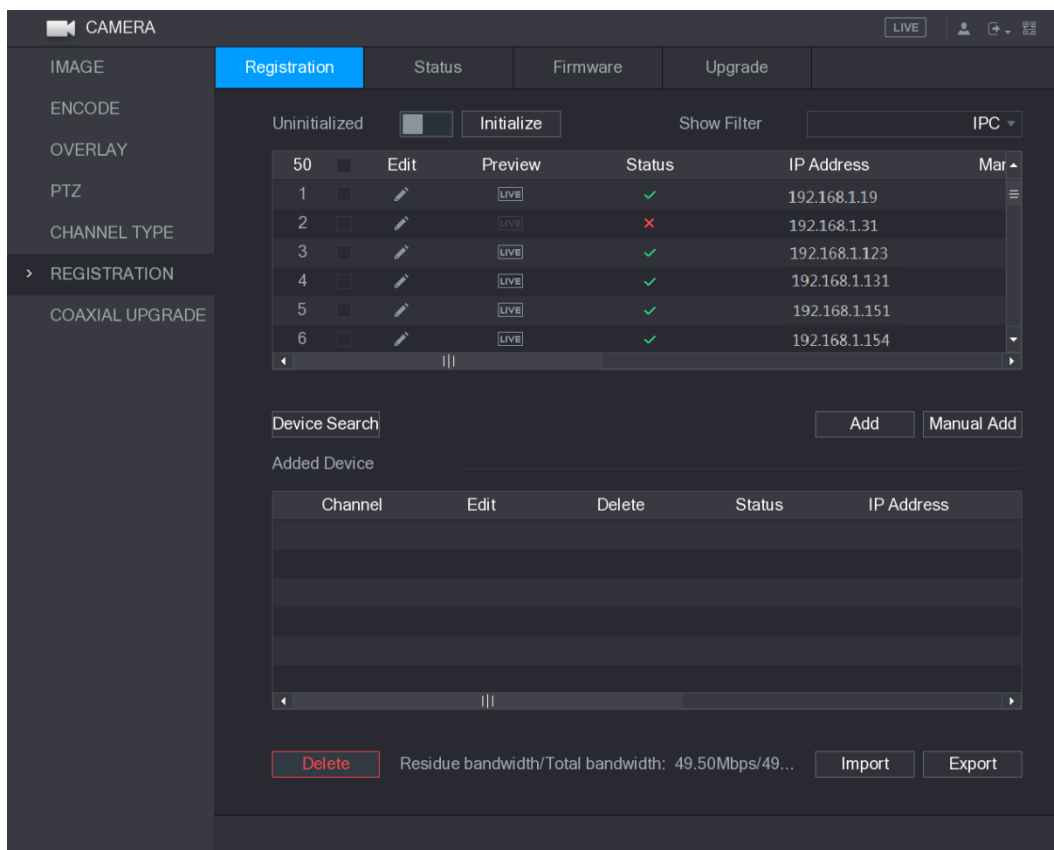 CAMERA LIVE
IMAGE
ENCODE
OVERLAY
PTZ
CHANNEL TYPE
REGISTRATION
COAXIAL UPGRADE
Registration Status Firmware Upgrade
Uninitialized Initialize Show Filter IPC
50 Edit Preview Status IP Address Mar
1 LIVE 192.168.1.19
2 LIVE 192.168.1.31
3 LIVE 192.168.1.123
4 LIVE 192.168.1.131
5 LIVE 192.168.1.151
6 LIVE 192.168.1.154
Device Search Add Manual Add
Added Device
Channel Edit Delete Status IP Address
Delete Residue bandwidth/Total bandwidth: 49.50Mbps/49... Import Export